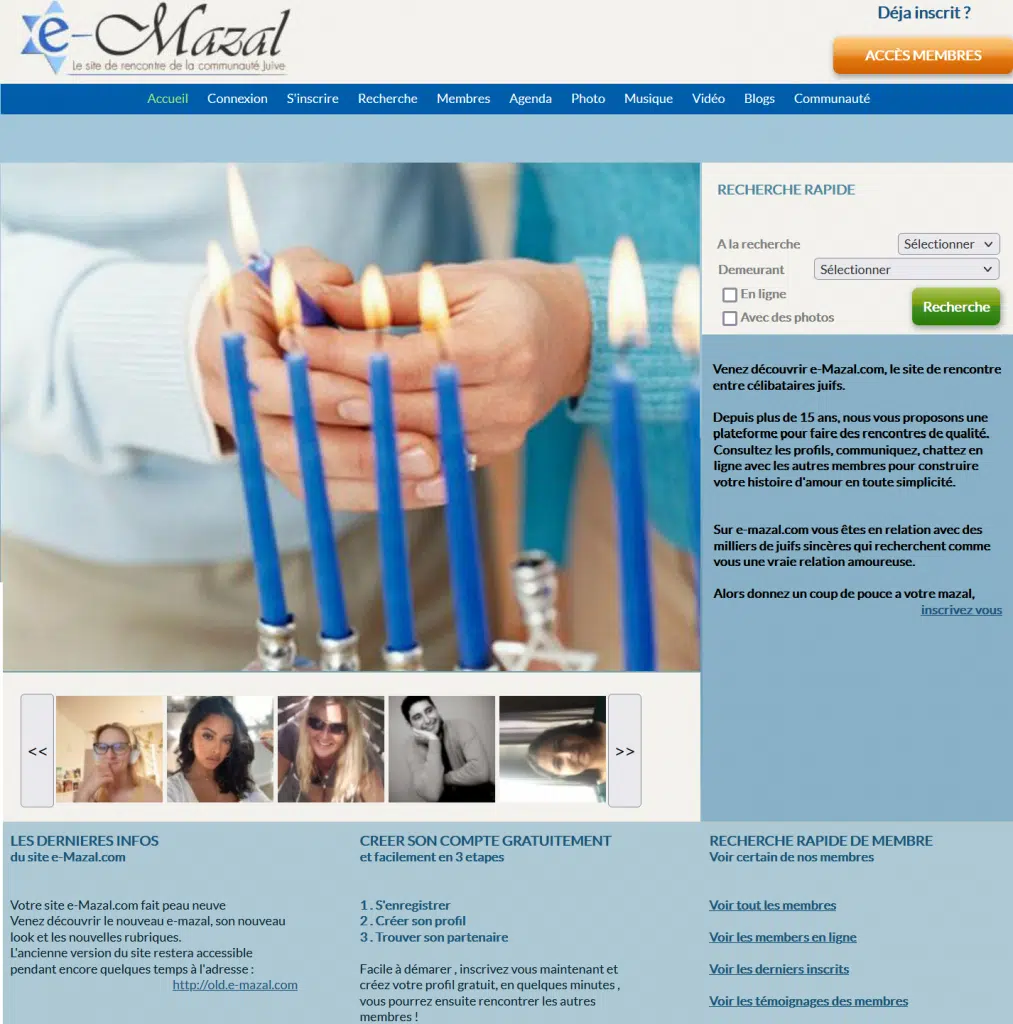 e-Mazal
Le site de rencontre de la communauté Juive
Déja inscrit ?
ACCÈS MEMBRES
Accueil Connexion S'inscrire Recherche Membres Agenda Photo Musique Vidéo Blogs Communauté
RECHERCHE RAPIDE
A la recherche Sélectionner
Demeurant Sélectionner
En ligne
Avec des photos
Recherche
Venez découvrir e-Mazal.com, le site de rencontre
entre célibataires juifs.
Depuis plus de 15 ans, nous vous proposons une
plateforme pour faire des rencontres de qualité.
Consultez les profils, communiquez, chattez en
ligne avec les autres membres pour construire
votre histoire d'amour en toute simplicité.
Sur e-mazal.com vous êtes en relation avec des
milliers de juifs sincères qui recherchent comme
vous une vraie relation amoureuse.
Alors donnez un coup de pouce a votre mazal,
inscrivez vous
<< >>
LES DERNIERES INFOS
du site e-Mazal.com
Votre site e-Mazal.com fait peau neuve
Venez découvrir le nouveau e-mazal, son nouveau
look et les nouvelles rubriques.
L'ancienne version du site restera accessible
pendant encore quelques temps à l'adresse :
http://old.e-mazal.com
CREER SON COMPTE GRATUITEMENT
et facilement en 3 etapes
1 . S'enregistrer
2 . Créer son profil
3 . Trouver son partenaire
Facile à démarer , inscrivez vous maintenant et
créez votre profil gratuit, en quelques minutes ,
vous pourrez ensuite rencontrer les autres
membres !
RECHERCHE RAPIDE DE MEMBRE
Voir certain de nos membres
Voir tout les membres
Voir les members en ligne
Voir les derniers inscrits
Voir les témoignages des membres